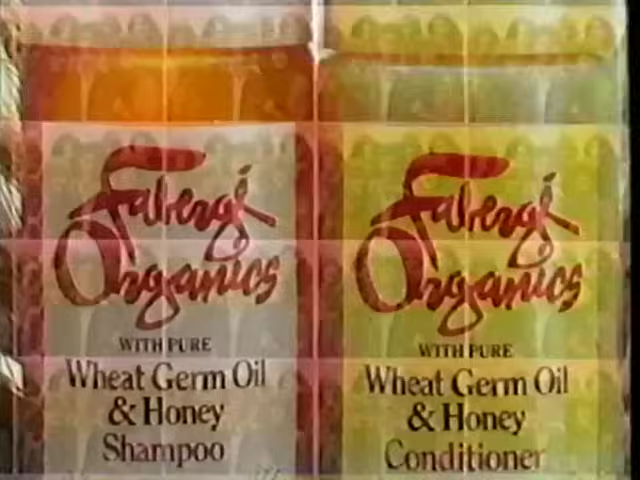 Fabergé
Organics
WITH PURE
Wheat Germ Oil
& Honey
Shampoo
Fabergé
Organics
WITH PURE
Wheat Germ Oil
& Honey
Conditioner